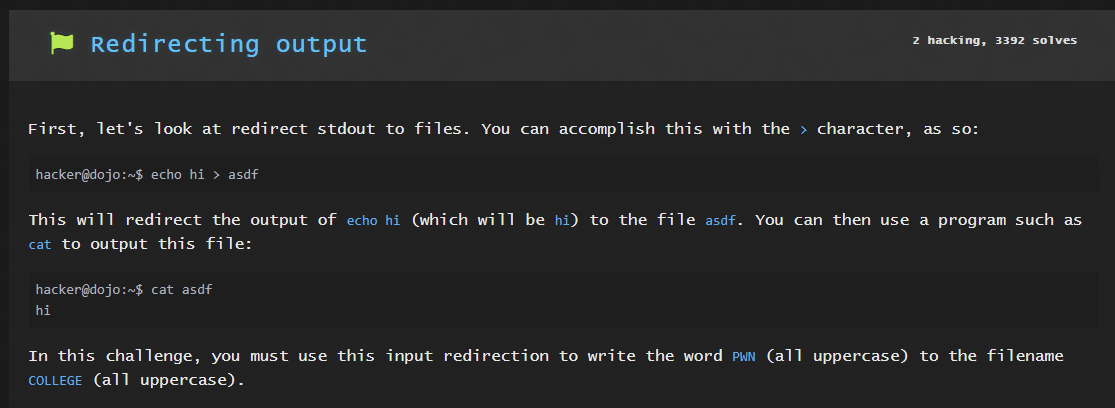 Redirecting output
2 hacking, 3392 solves
First, let's look at redirect stdout to files. You can accomplish this with the > character, as so:
hacker@dojo:~$ echo hi > asdf
This will redirect the output of echo hi (which will be hi) to the file asdf. You can then use a program such as
cat to output this file:
hacker@dojo:~$ cat asdf
hi
In this challenge, you must use this input redirection to write the word PWN (all uppercase) to the filename
COLLEGE (all uppercase).